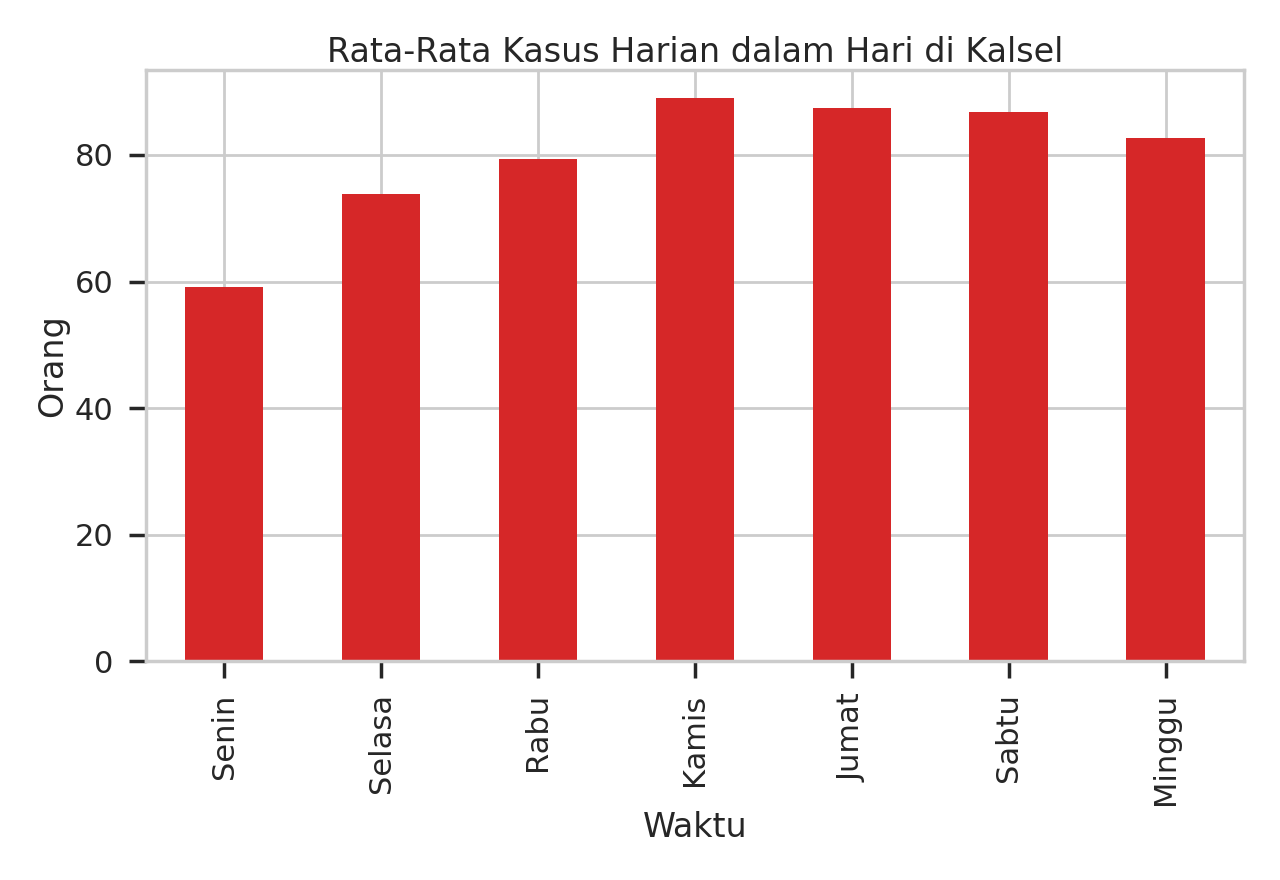 Rata-Rata Kasus Harian dalam Hari di Kalsel
Orang
80
60
40
20
0
Senin
Selasa
Rabu
Kamis
Jumat
Sabtu
Minggu
Waktu